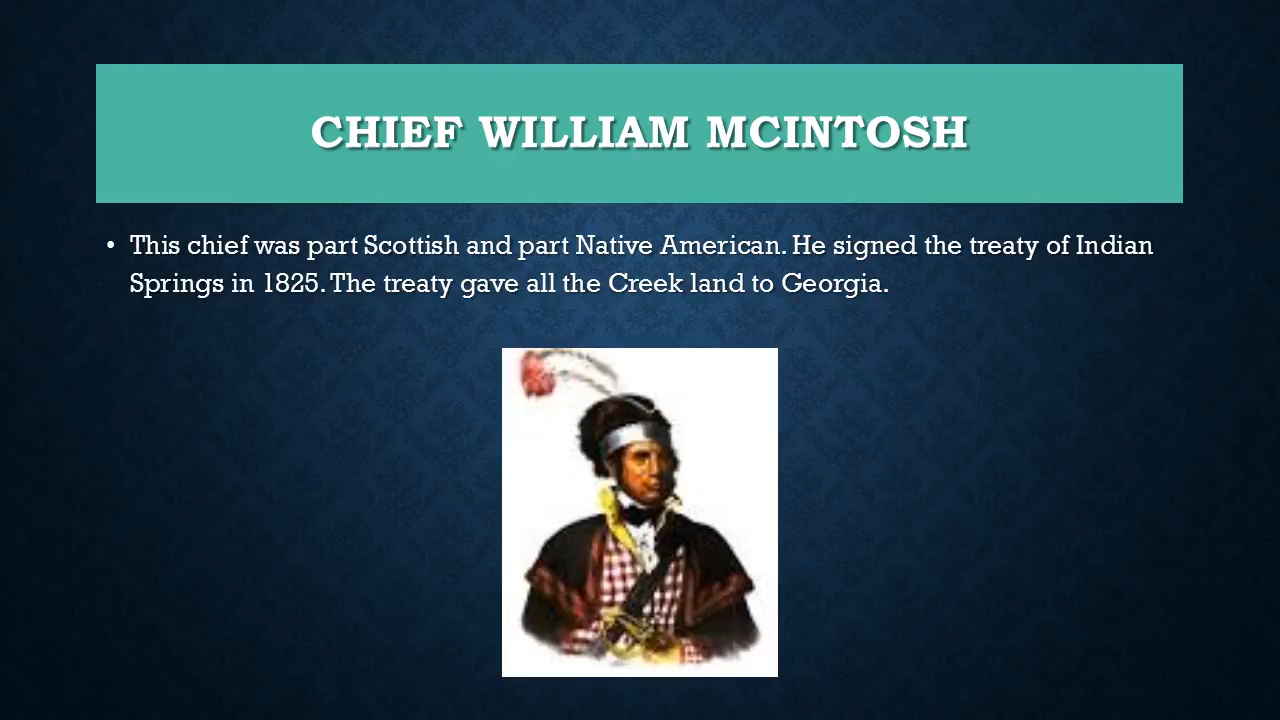 CHIEF WILLIAM MCINTOSH
• This chief was part Scottish and part Native American. He signed the treaty of Indian
Springs in 1825. The treaty gave all the Creek land to Georgia.